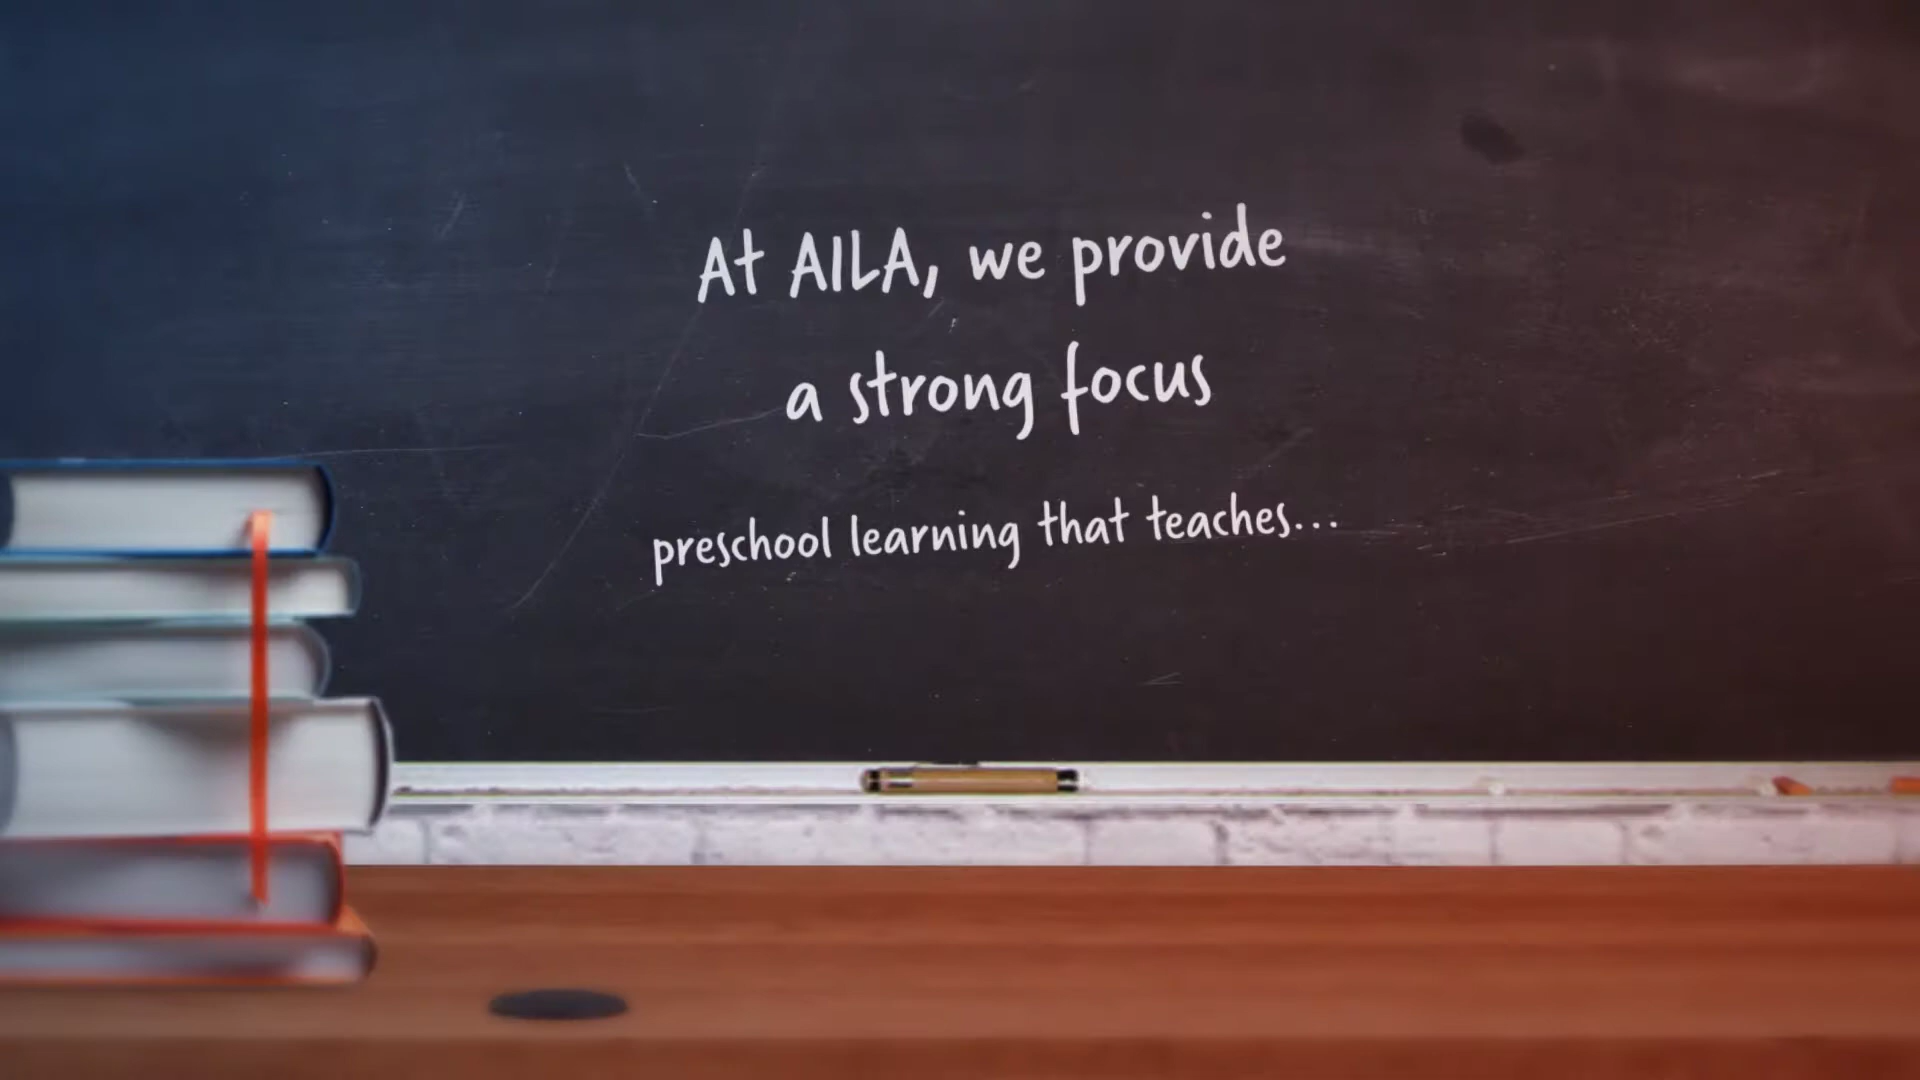 At AILA, we provide
a strong focus
preschool learning that teaches...